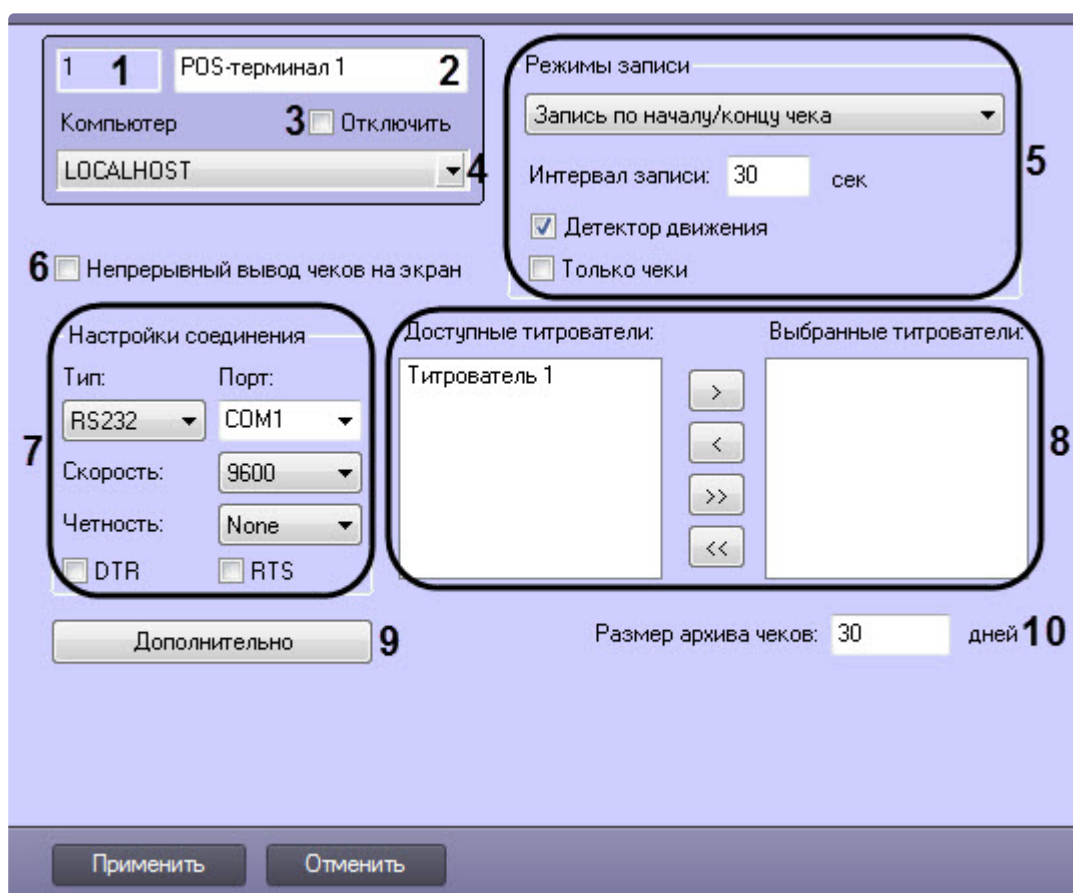 1 1 POS-терминал 1 2
Компьютер 3 Отключить
LOCALHOST 4
Режимы записи
Запись по началу/концу чека
Интервал записи: 30 сек 5
Детектор движения
Только чеки
6 Непрерывный вывод чеков на экран
Настройки соединения
Тип: Порт:
RS232 COM1
7
Скорость: 9600
Четность: None
DTR RTS
Доступные титрователи: Выбранные титрователи:
Титрователь 1
>
< 8
>>
<<
Дополнительно 9
Размер архива чеков: 30 дней 10
Применить Отменить